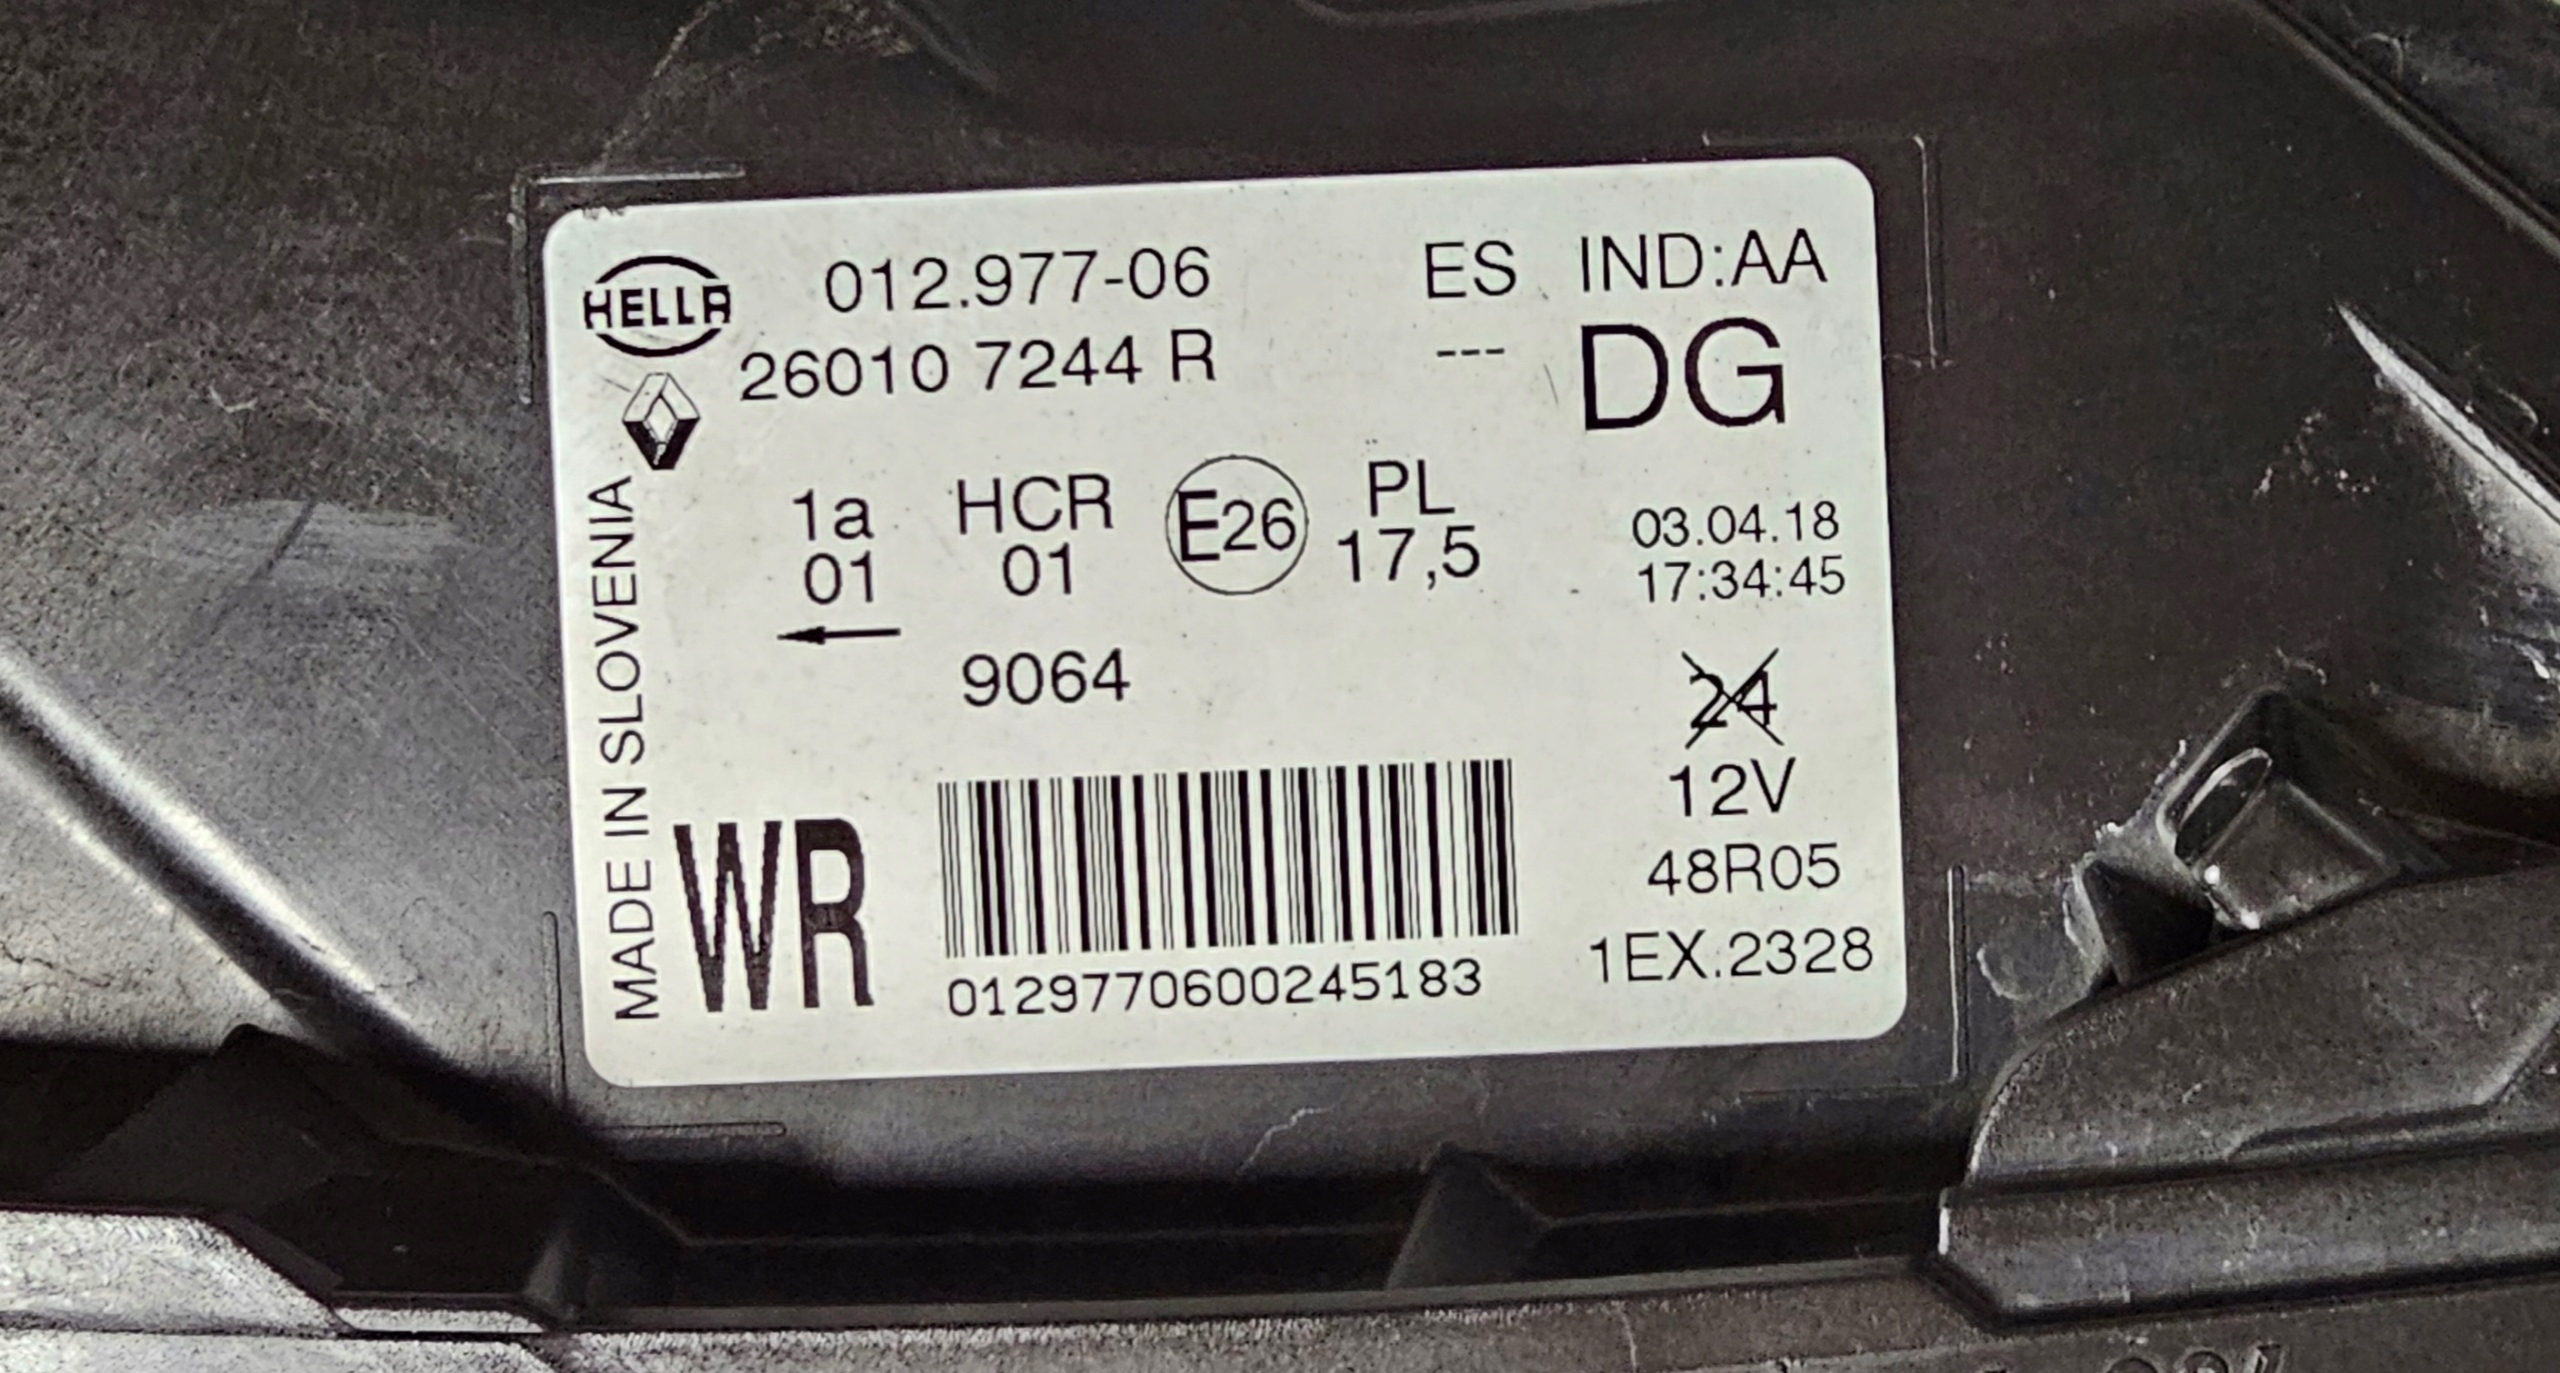 HELLA 012.977-06 ES IND:AA
26010 7244 R --- DG
1a HCR E26 PL
01 01 17,5
03.04.18
17:34:45
9064
24
12V
48R05
1EX.2328
MADE IN SLOVENIA
WR
0129770600245183